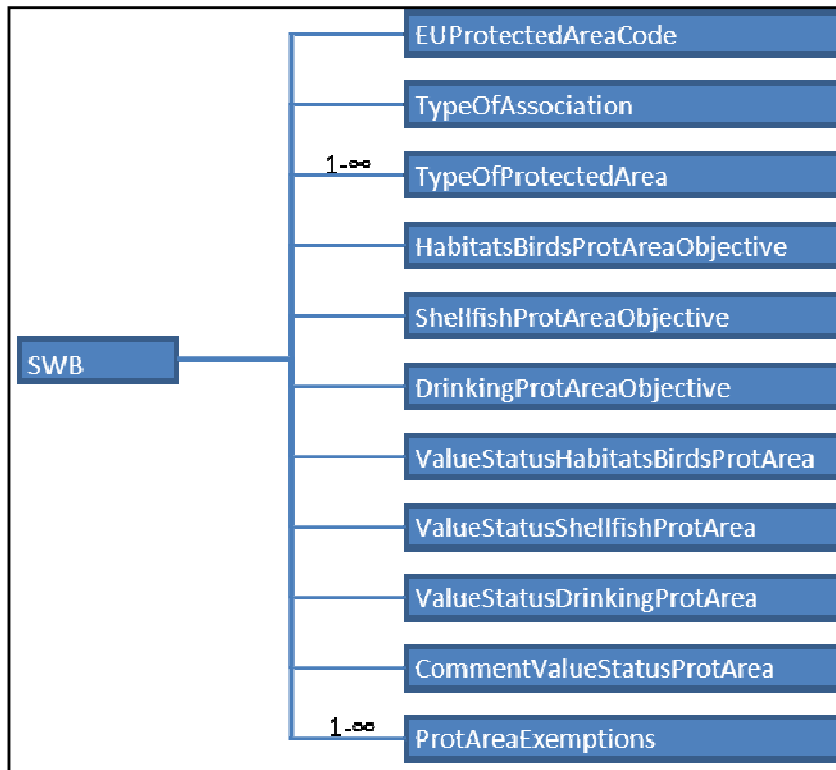 EUProtectedAreaCode
TypeOfAssociation
1-∞
TypeOfProtectedArea
HabitatsBirdsProtAreaObjective
ShellfishProtAreaObjective
SWB
DrinkingProtAreaObjective
ValueStatusHabitatsBirdsProtArea
ValueStatusShellfishProtArea
ValueStatusDrinkingProtArea
CommentValueStatusProtArea
1-∞
ProtAreaExemptions